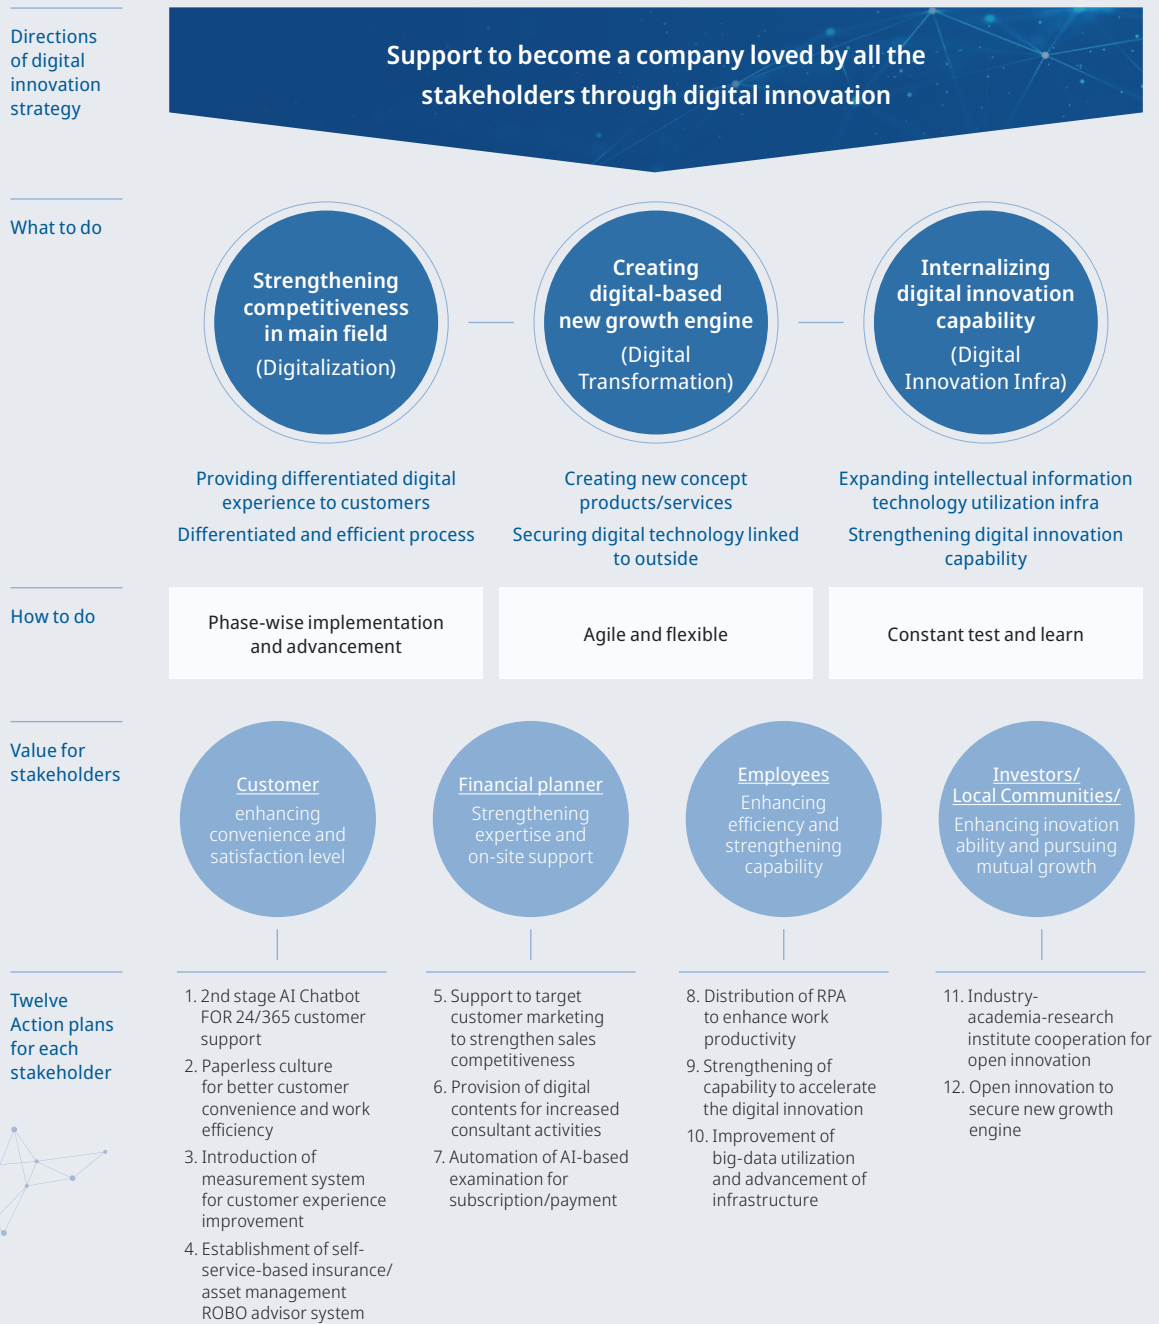 Directions
of digital
innovation
strategy
Support to become a company loved by all the
stakeholders through digital innovation
What to do
Strengthening
competitiveness
in main field
(Digitalization)
Creating
digital-based
new growth engine
(Digital
Transformation)
Internalizing
digital innovation
capability
(Digital
Innovation Infra)
Providing differentiated digital
experience to customers
Differentiated and efficient process
Creating new concept
products/services
Securing digital technology linked
to outside
Expanding intellectual information
technology utilization infra
Strengthening digital innovation
capability
How to do
Phase-wise implementation
and advancement
Agile and flexible
Constant test and learn
Value for
stakeholders
Customer
enhancing
convenience and
satisfaction level
Financial planner
Strengthening
expertise and
on-site support
Employees
Enhancing
efficiency and
strengthening
capability
Investors/
Local Communities/
Enhancing inovation
ability and pursuing
mutual growth
Twelve
Action plans
for each
stakeholder
1. 2nd stage AI Chatbot
FOR 24/365 customer
support
2. Paperless culture
for better customer
convenience and work
efficiency
3. Introduction of
measurement system
for customer experience
improvement
4. Establishment of self-
service-based insurance/
asset management
ROBO advisor system
5. Support to target
customer marketing
to strengthen sales
competitiveness
6. Provision of digital
contents for increased
consultant activities
7. Automation of AI-based
examination for
subscription/payment
8. Distribution of RPA
to enhance work
productivity
9. Strengthening of
capability to accelerate
the digital innovation
10. Improvement of
big-data utilization
and advancement of
infrastructure
11. Industry-
academia-research
institute cooperation for
open innovation
12. Open innovation to
secure new growth
engine